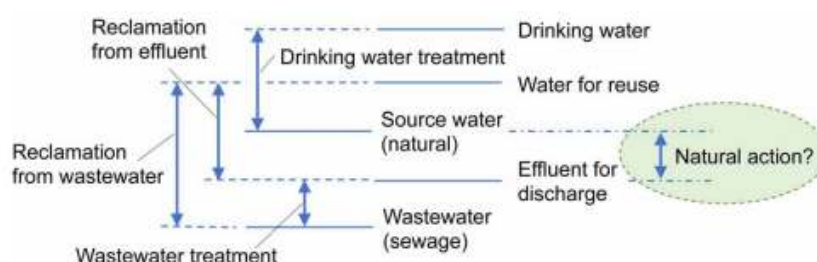 Reclamation
from effluent
Drinking water
Drinking water treatment
Water for reuse
Source water
(natural)
Natural action?
Reclamation
from wastewater
Effluent for
discharge
Wastewater
(sewage)
Wastewater treatment